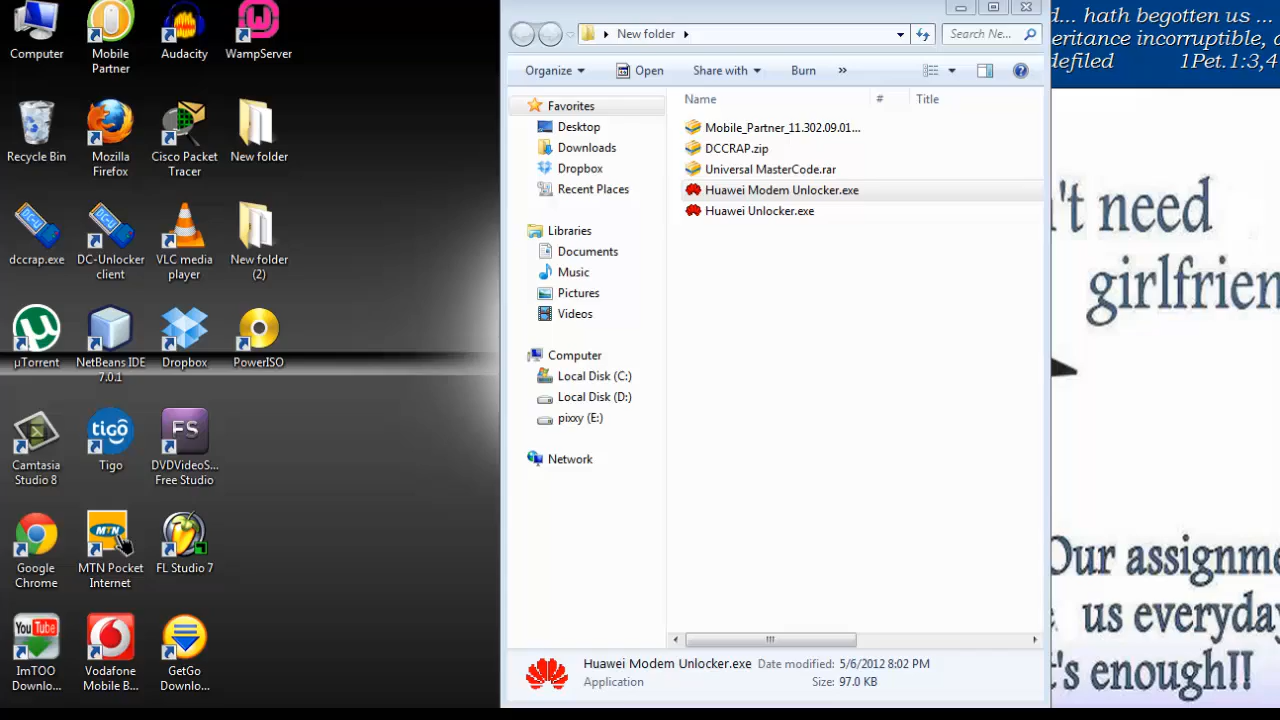 Computer
Mobile
Partner
Audacity
WampServer
Recycle Bin
Mozilla
Firefox
Cisco Packet
Tracer
New folder
dccrap.exe
DC-Unlocker
client
VLC media
player
New folder
(2)
µTorrent
NetBeans IDE
7.0.1
Dropbox
PowerISO
Camtasia
Studio 8
tigo
Tigo
FS
DVDVideoS...
Free Studio
Google
Chrome
MTN
MTN Pocket
Internet
FL Studio 7
You Tube
ImTOO
Downlo...
Vodafone
Mobile B...
GetGo
Downlo...
New folder
Search Ne...
Organize
Open
Share with
Burn
»
Favorites
Desktop
Downloads
Dropbox
Recent Places
Libraries
Documents
Music
Pictures
Videos
Computer
Local Disk (C:)
Local Disk (D:)
pixxy (E:)
Network
Name
#
Title
Mobile_Partner_11.302.09.01...
DCCRAP.zip
Universal MasterCode.rar
Huawei Modem Unlocker.exe
Huawei Unlocker.exe
Huawei Modem Unlocker.exe Date modified: 5/6/2012 8:02 PM
Application Size: 97.0 KB
d... hath begotten us ...
eritance incorruptible, a
defiled 1Pet.1:3,4
't need
girlfrien
Our assignme
us everyday
t's enough!!